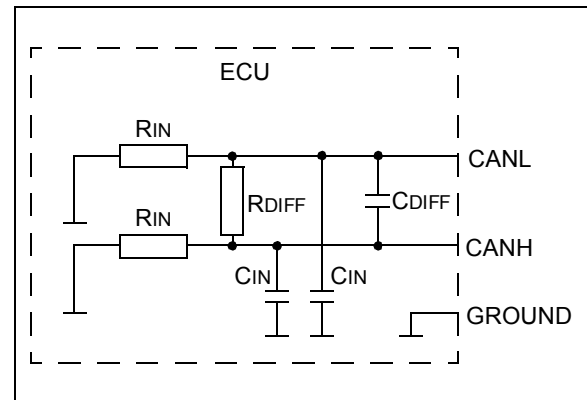 ECU
RIN
CANL
RDIFF
CDIFF
RIN
CANH
CIN
CIN
GROUND